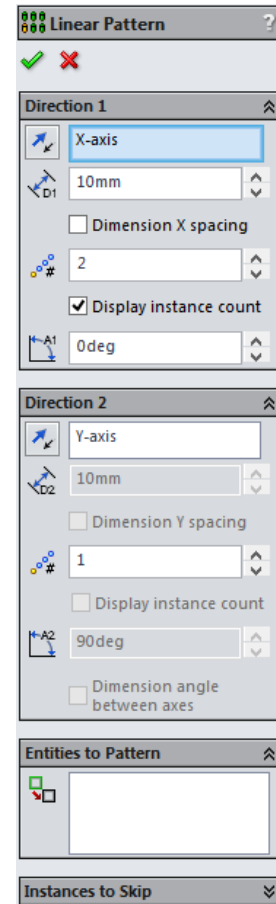 Linear Pattern ?
Direction 1
X-axis
D1 10mm
Dimension X spacing
# 2
Display instance count
A1 0deg
Direction 2
Y-axis
D2 10mm
Dimension Y spacing
# 1
Display instance count
A2 90deg
Dimension angle
between axes
Entities to Pattern
Instances to Skip